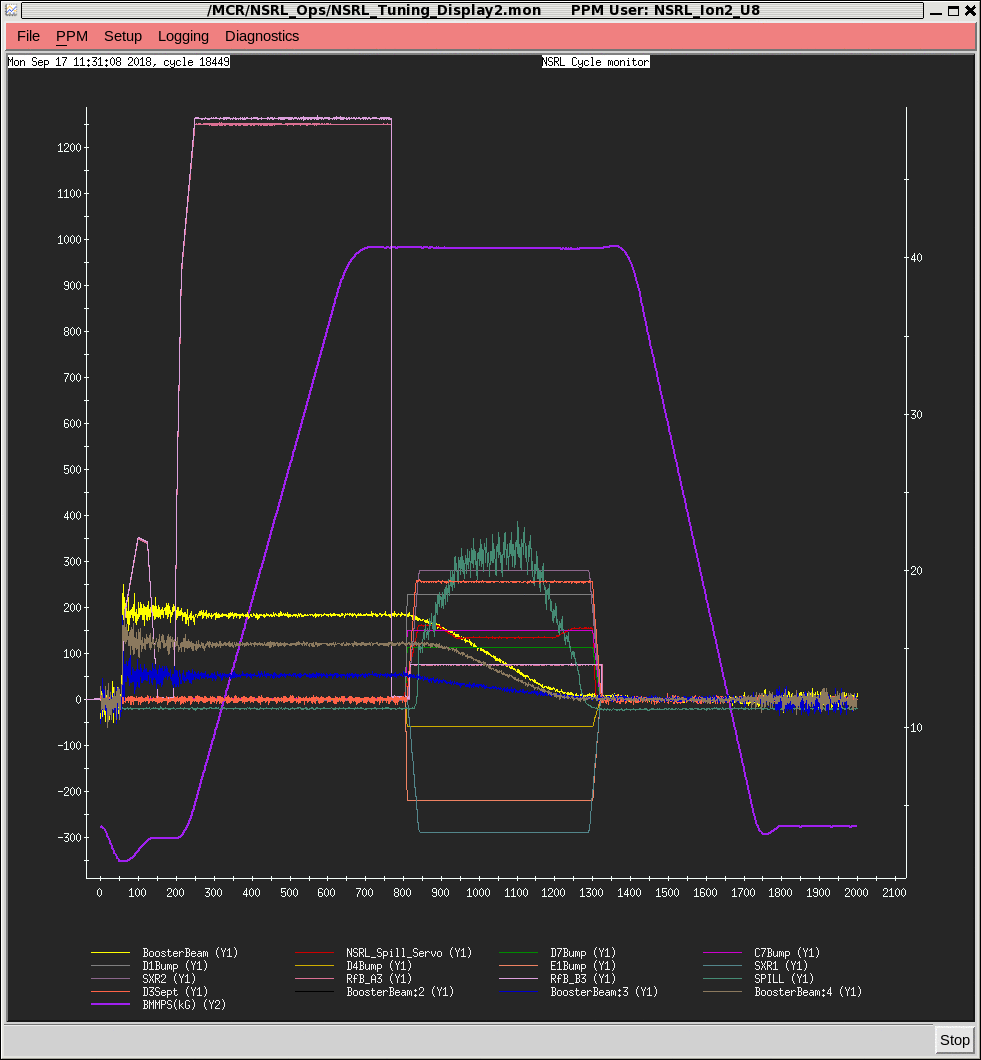 /MCR/NSRL_Ops/NSRL_Tuning_Display2.mon PPM User: NSRL_Ion2_U8
File PPM Setup Logging Diagnostics
Mon Sep 17 11:31:08 2018, cycle 18449 NSRL Cycle monitor
1200
1100
1000
900
800
700
600
500
400
300
200
100
0
-100
-200
-300
40
30
20
10
0 100 200 300 400 500 600 700 800 900 1000 1100 1200 1300 1400 1500 1600 1700 1800 1900 2000 2100
BoosterBeam (Y1) NSRL_Spill_Servo (Y1) D7Bump (Y1) C7Bump (Y1)
D1Bump (Y1) D4Bump (Y1) E1Bump (Y1) SXR1 (Y1)
SXR2 (Y1) RfB_A3 (Y1) RfB_B3 (Y1) SPILL (Y1)
D3Sept (Y1) BoosterBeam:2 (Y1) BoosterBeam:3 (Y1) BoosterBeam:4 (Y1)
BMMPS(kG) (Y2)
Stop